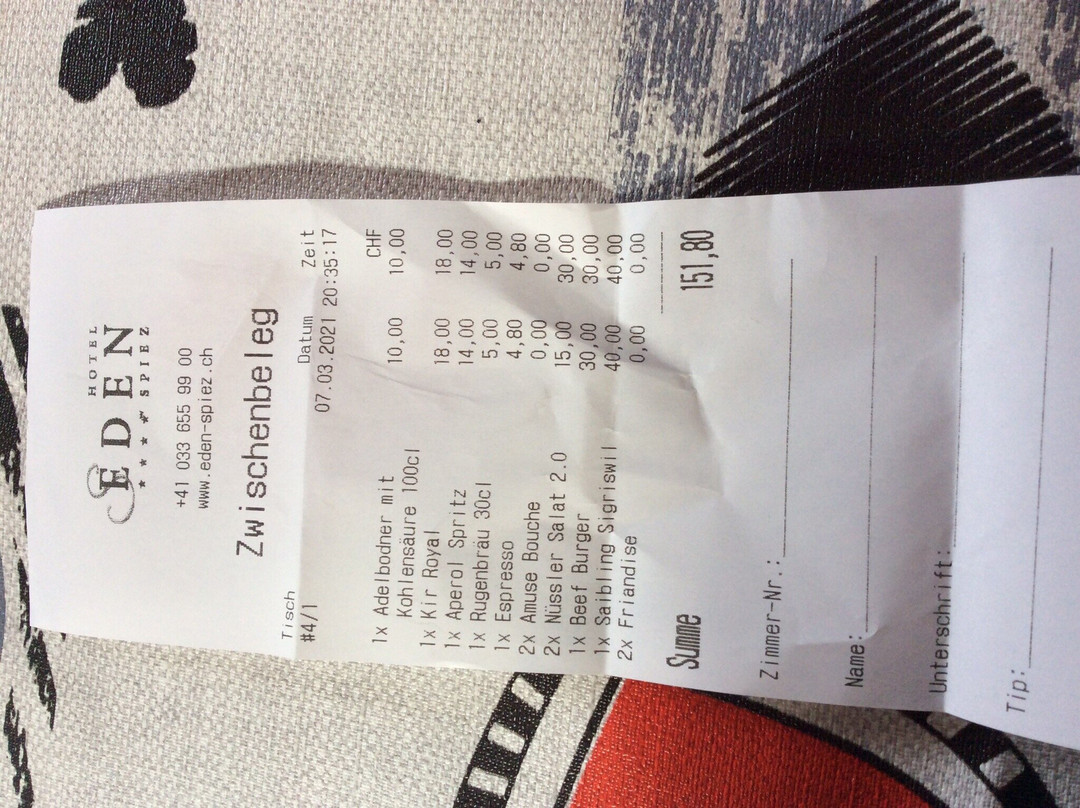 HOTEL
EDEN
★★★★ SPIEZ
+41 033 655 99 00
www.eden-spiez.ch
Zwischenbeleg
Tisch Datum Zeit
#4/1 07.03.2021 20:35:17
CHF
1x Adelbodner mit 10,00 10,00
Kohlensäure 100cl
1x Kir Royal 18,00 18,00
1x Aperol Spritz 14,00 14,00
1x Rugenbräu 30cl 5,00 5,00
1x Espresso 4,80 4,80
2x Amuse Bouche 0,00 0,00
2x Nüssler Salat 2.0 15,00 30,00
1x Beef Burger 30,00 30,00
1x Saibling Sigriswil 40,00 40,00
2x Friandise 0,00 0,00
Summe 151,80
Zimmer-Nr.:
Name:
Unterschrift:
Tip: